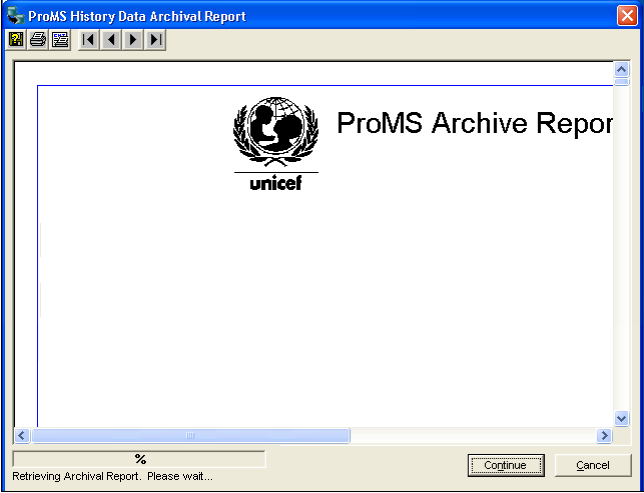 ProMS History Data Archival Report
ProMS Archive Repor
unicef
%
Retrieving Archival Report. Please wait...
Continue
Cancel